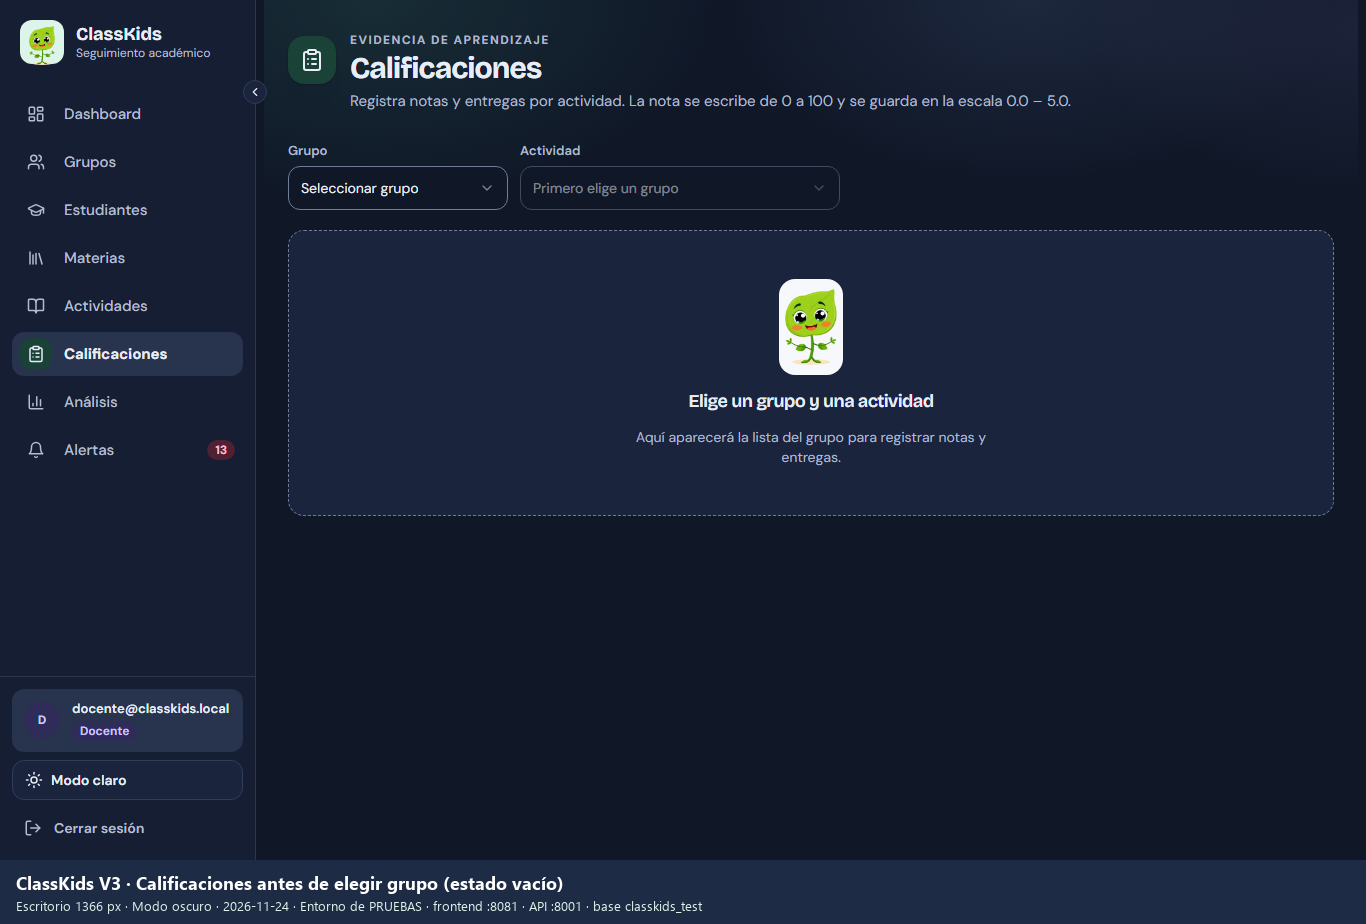 ClassKids
Seguimiento académico
Dashboard
Grupos
Estudiantes
Materias
Actividades
Calificaciones
Análisis
Alertas
13
D
docente@classkids.local
Docente
Modo claro
Cerrar sesión
EVIDENCIA DE APRENDIZAJE
Calificaciones
Registra notas y entregas por actividad. La nota se escribe de 0 a 100 y se guarda en la escala 0.0 – 5.0.
Grupo
Actividad
Seleccionar grupo
Primero elige un grupo
Elige un grupo y una actividad
Aquí aparecerá la lista del grupo para registrar notas y
entregas.
ClassKids V3 · Calificaciones antes de elegir grupo (estado vacío)
Escritorio 1366 px · Modo oscuro · 2026-11-24 · Entorno de PRUEBAS · frontend :8081 · API :8001 · base classkids_test